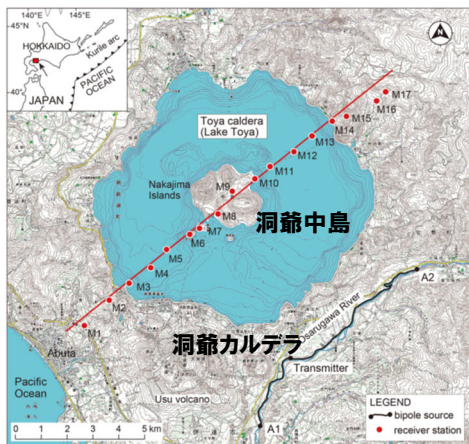 140°E 145°E
45°N
HOKKAIDO
Kurile arc
40°
JAPAN
PACIFIC
OCEAN
N
Toya caldera
(Lake Toya)
Nakajima
Islands
洞爺中島
洞爺カルデラ
M17
M16
M15
M14
M13
M12
M11
M10
M9
M8
M7
M6
M5
M4
M3
M2
M1
Abuta
Pacific
Ocean
Usu volcano
Osarugawa River
Transmitter
A2
A1
LEGEND
bipole source
receiver station
0 1 2 3 4 5 km